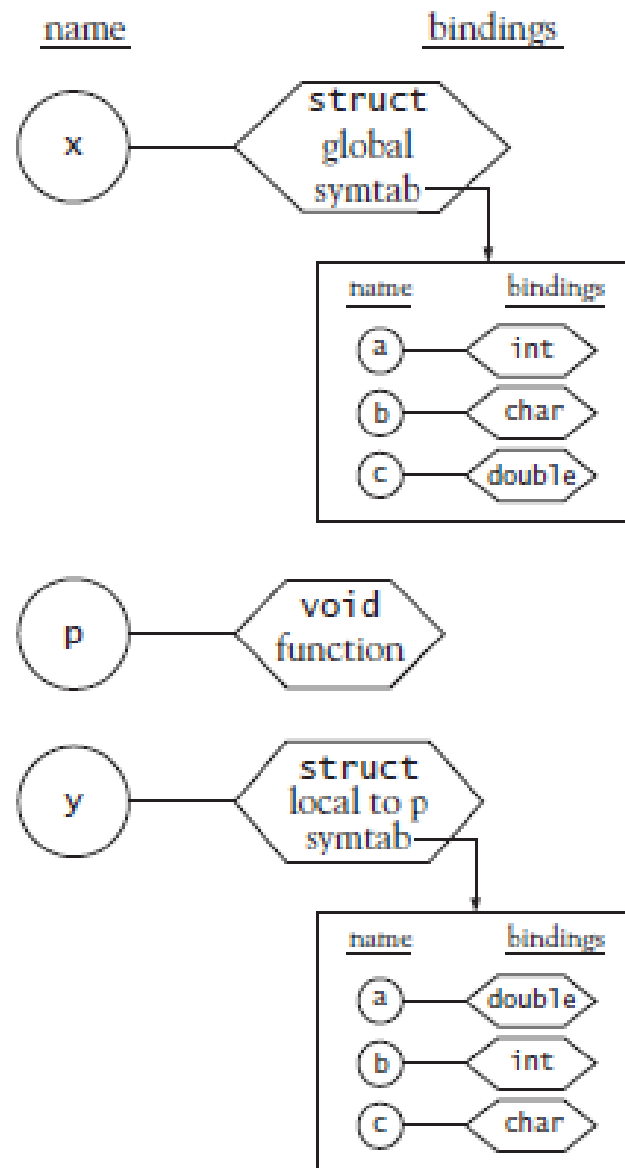 name bindings
x
struct
global
symtab
name bindings
a int
b char
c double
p
void
function
y
struct
local to p
symtab
name bindings
a double
b int
c char